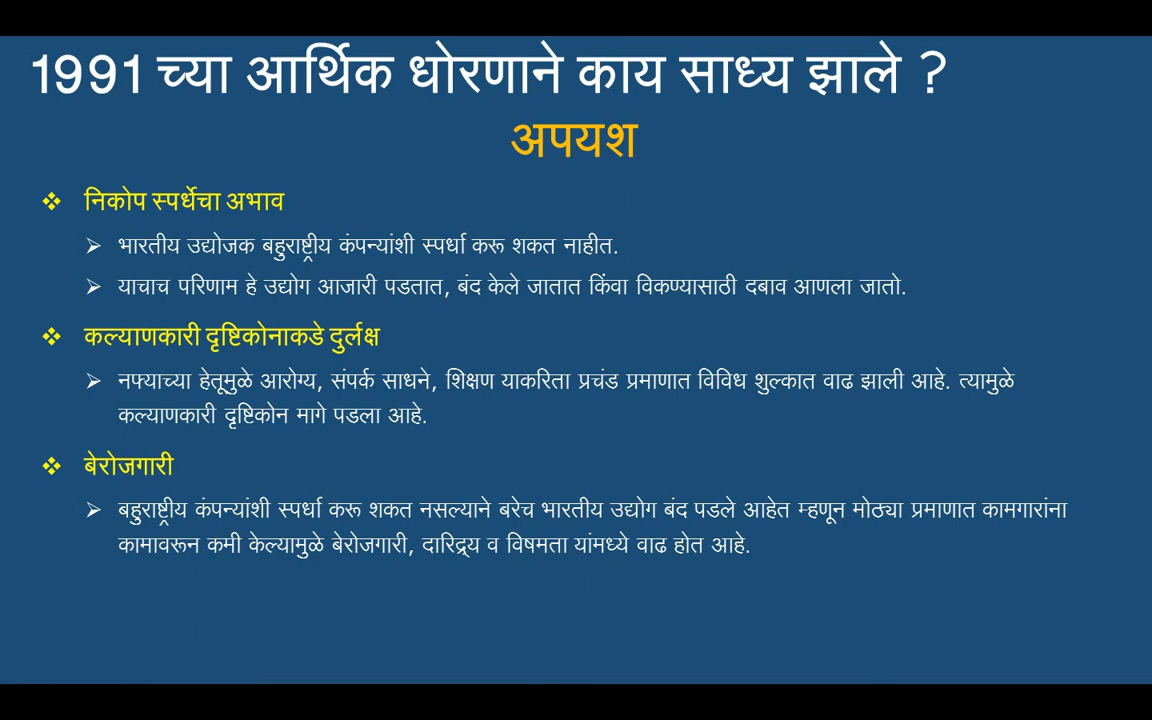 1991 च्या आर्थिक धोरणाने काय साध्य झाले ?
अपयश
❖ निकोप स्पर्धेचा अभाव
➢ भारतीय उद्योजक बहुराष्ट्रीय कंपन्यांशी स्पर्धा करू शकत नाहीत.
➢ याचाच परिणाम हे उद्योग आजारी पडतात, बंद केले जातात किंवा विकण्यासाठी दबाव आणला जातो.
❖ कल्याणकारी दृष्टिकोनाकडे दुर्लक्ष
➢ नफ्याच्या हेतूमुळे आरोग्य, संपर्क साधने, शिक्षण याकरिता प्रचंड प्रमाणात विविध शुल्कात वाढ झाली आहे. त्यामुळे
कल्याणकारी दृष्टिकोन मागे पडला आहे.
❖ बेरोजगारी
➢ बहुराष्ट्रीय कंपन्यांशी स्पर्धा करू शकत नसल्याने बरेच भारतीय उद्योग बंद पडले आहेत म्हणून मोठ्या प्रमाणात कामगारांना
कामावरून कमी केल्यामुळे बेरोजगारी, दारिद्र्य व विषमता यांमध्ये वाढ होत आहे.